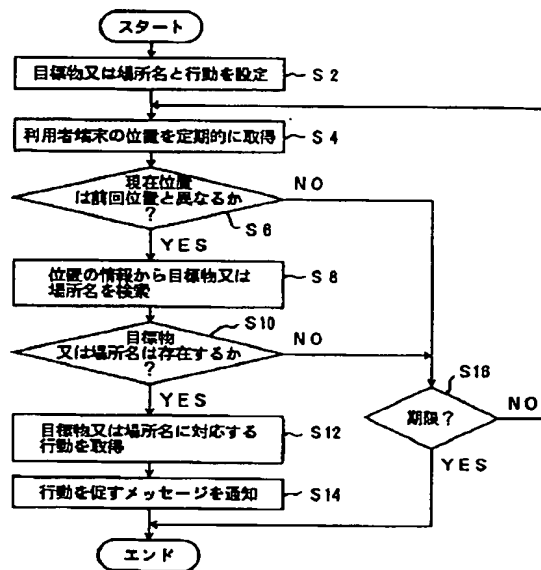 スタート
目標物又は場所名と行動を設定
S2
利用者端末の位置を定期的に取得
S4
現在位置
は前回位置と異なるか
?
NO
S6
YES
位置の情報から目標物又は
場所名を検索
S8
S10
目標物
又は場所名は存在するか
?
NO
YES
S16
期限?
NO
YES
目標物又は場所名に対応する
行動を取得
S12
行動を促すメッセージを通知
S14
エンド